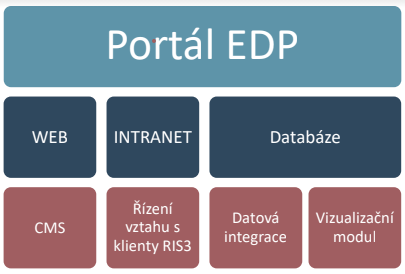 Portál EDP
WEB
INTRANET
Databáze
CMS
Řízení
vztahu s
klienty RIS3
Datová
integrace
Vizualizační
modul